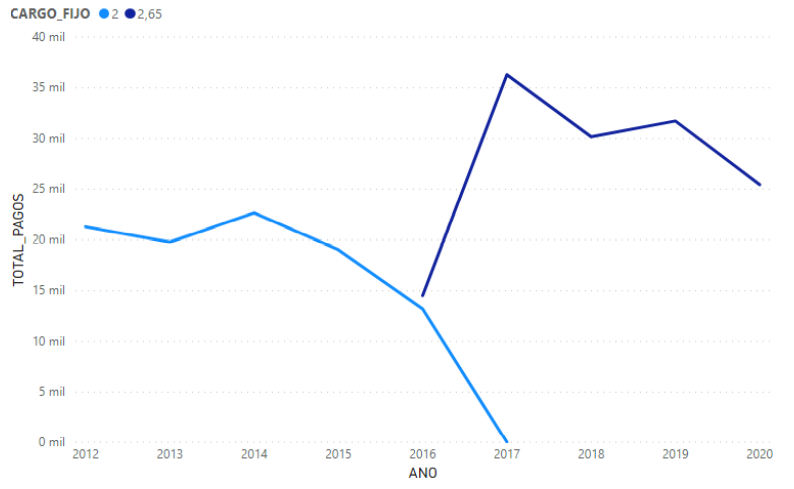 CARGO_FIJO 2 2,65
40 mil
35 mil
30 mil
25 mil
20 mil
15 mil
10 mil
5 mil
0 mil
TOTAL_PAGOS
2012 2013 2014 2015 2016 2017 2018 2019 2020
ANO